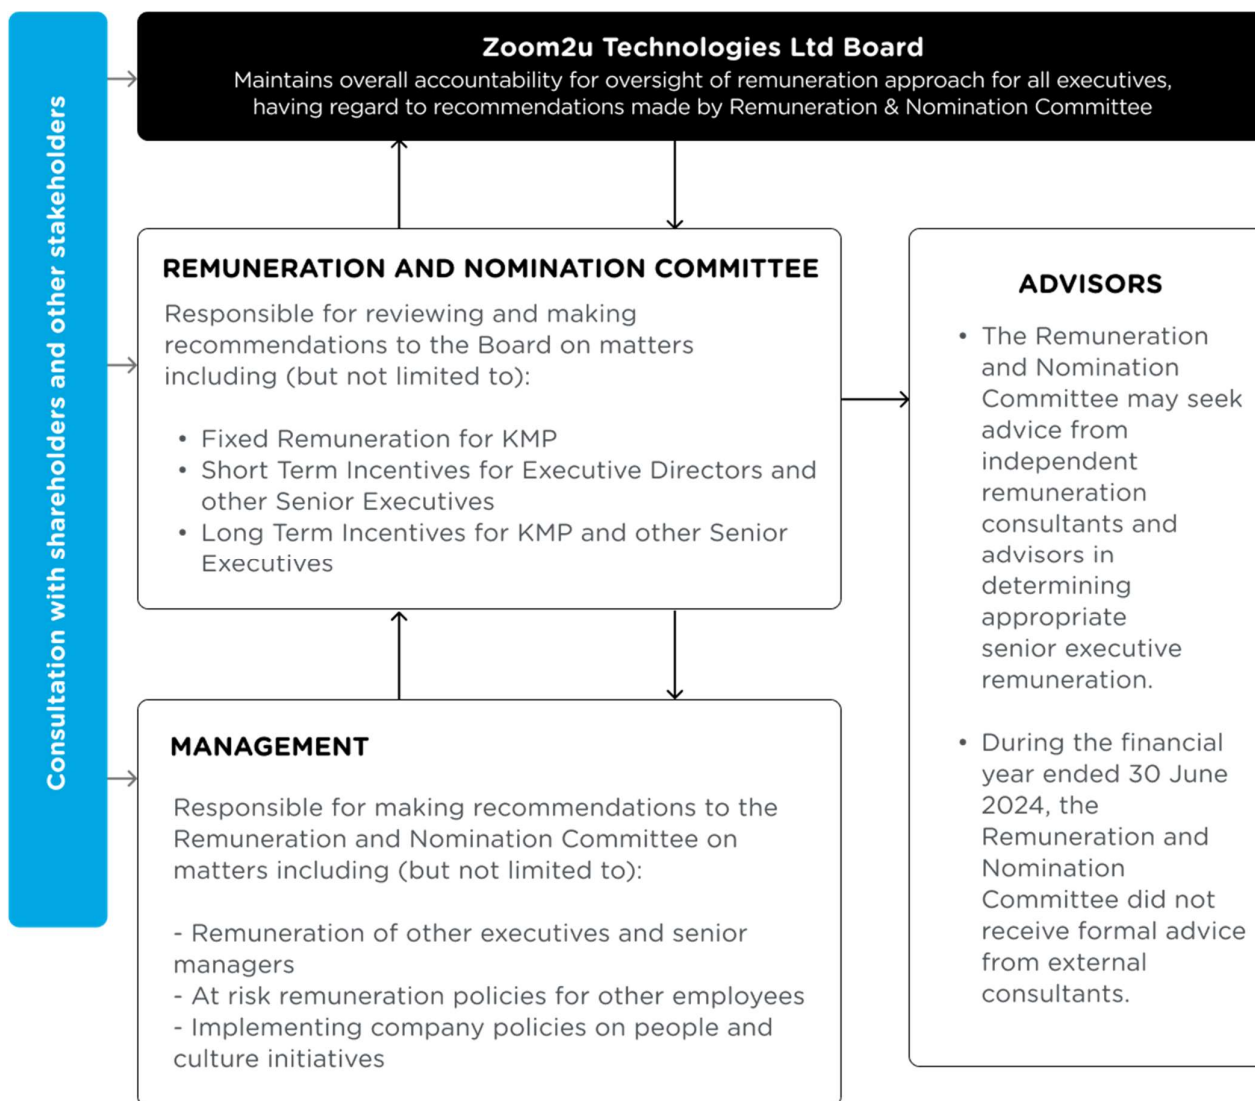 Consultation with shareholders and other stakeholders
Zoom2u Technologies Ltd Board
Maintains overall accountability for oversight of remuneration approach for all executives,
having regard to recommendations made by Remuneration & Nomination Committee
REMUNERATION AND NOMINATION COMMITTEE
Responsible for reviewing and making
recommendations to the Board on matters
including (but not limited to):
• Fixed Remuneration for KMP
• Short Term Incentives for Executive Directors and
other Senior Executives
• Long Term Incentives for KMP and other Senior
Executives
MANAGEMENT
Responsible for making recommendations to the
Remuneration and Nomination Committee on
matters including (but not limited to):
- Remuneration of other executives and senior
managers
- At risk remuneration policies for other employees
- Implementing company policies on people and
culture initiatives
ADVISORS
• The Remuneration
and Nomination
Committee may seek
advice from
independent
remuneration
consultants and
advisors in
determining
appropriate
senior executive
remuneration.
• During the financial
year ended 30 June
2024, the
Remuneration and
Nomination
Committee did not
receive formal advice
from external
consultants.